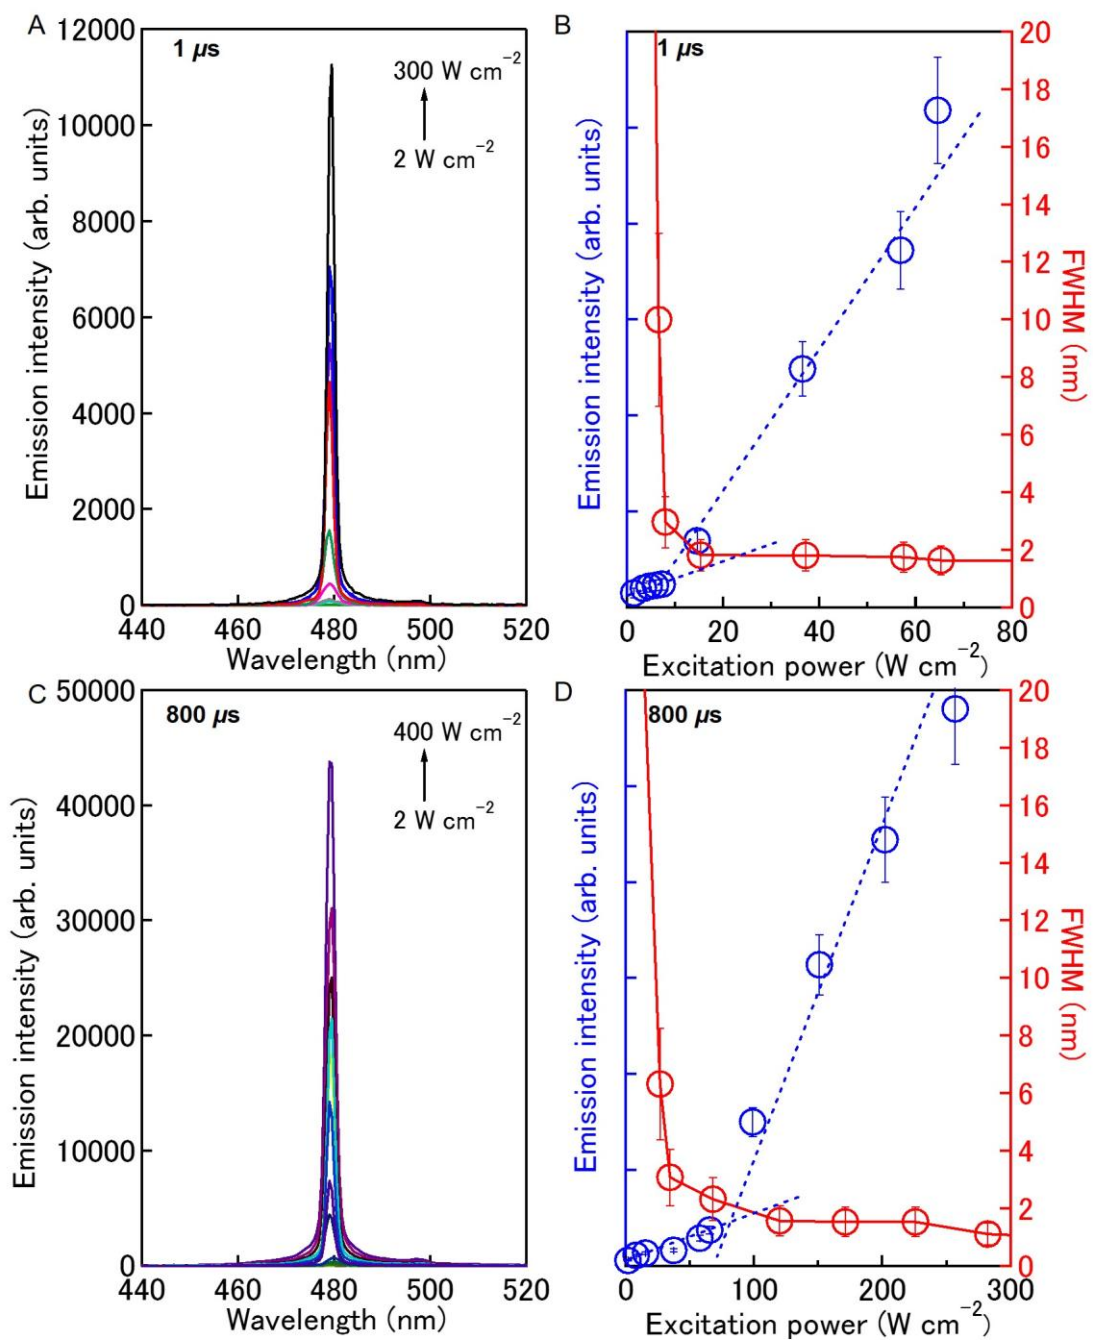 A
1 μs
300 W cm⁻²
2 W cm⁻²
12000
10000
8000
6000
4000
2000
0
Emission intensity (arb. units)
440 460 480 500 520
Wavelength (nm)
B
1 μs
Emission intensity (arb. units)
20
18
16
14
12
10
8
6
4
2
0
FWHM (nm)
0 20 40 60 80
Excitation power (W cm⁻²)
C
800 μs
400 W cm⁻²
2 W cm⁻²
50000
40000
30000
20000
10000
0
Emission intensity (arb. units)
440 460 480 500 520
Wavelength (nm)
D
800 μs
Emission intensity (arb. units)
20
18
16
14
12
10
8
6
4
2
0
FWHM (nm)
0 100 200 300
Excitation power (W cm⁻²)